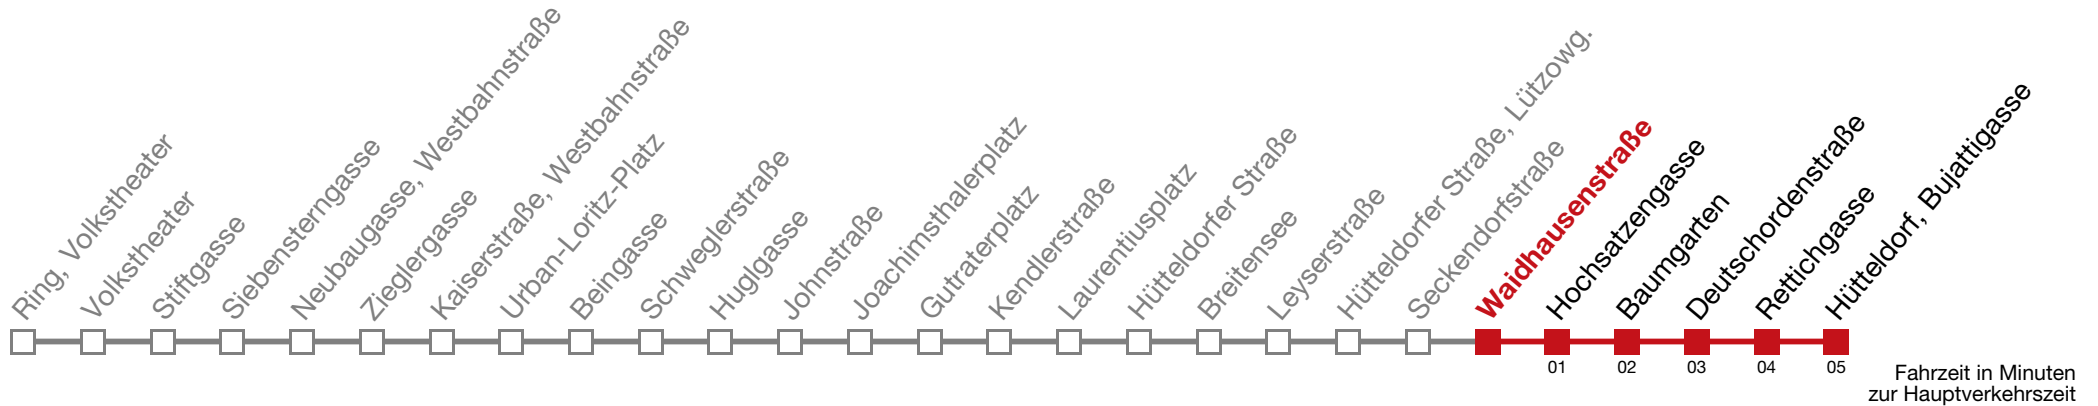 Ring, Volkstheater
Volkstheater
Stiftgasse
Siebensterngasse
Neubaugasse, Westbahnstraße
Zieglergasse
Kaiserstraße, Westbahnstraße
Urban-Loritz-Platz
Beingasse
Schweglerstraße
Huglgasse
Johnstraße
Joachimsthalerplatz
Gutraterplatz
Kendlerstraße
Laurentiusplatz
Hütteldorfer Straße
Breitensee
Leyserstraße
Hütteldorfer Straße, Lützowg.
Seckendorfstraße
Waidhausenstraße
Hochsatzengasse
Baumgarten
Deutschordenstraße
Rettichgasse
Hütteldorf, Bujattigasse
01
02
03
04
05
Fahrzeit in Minuten
zur Hauptverkehrszeit